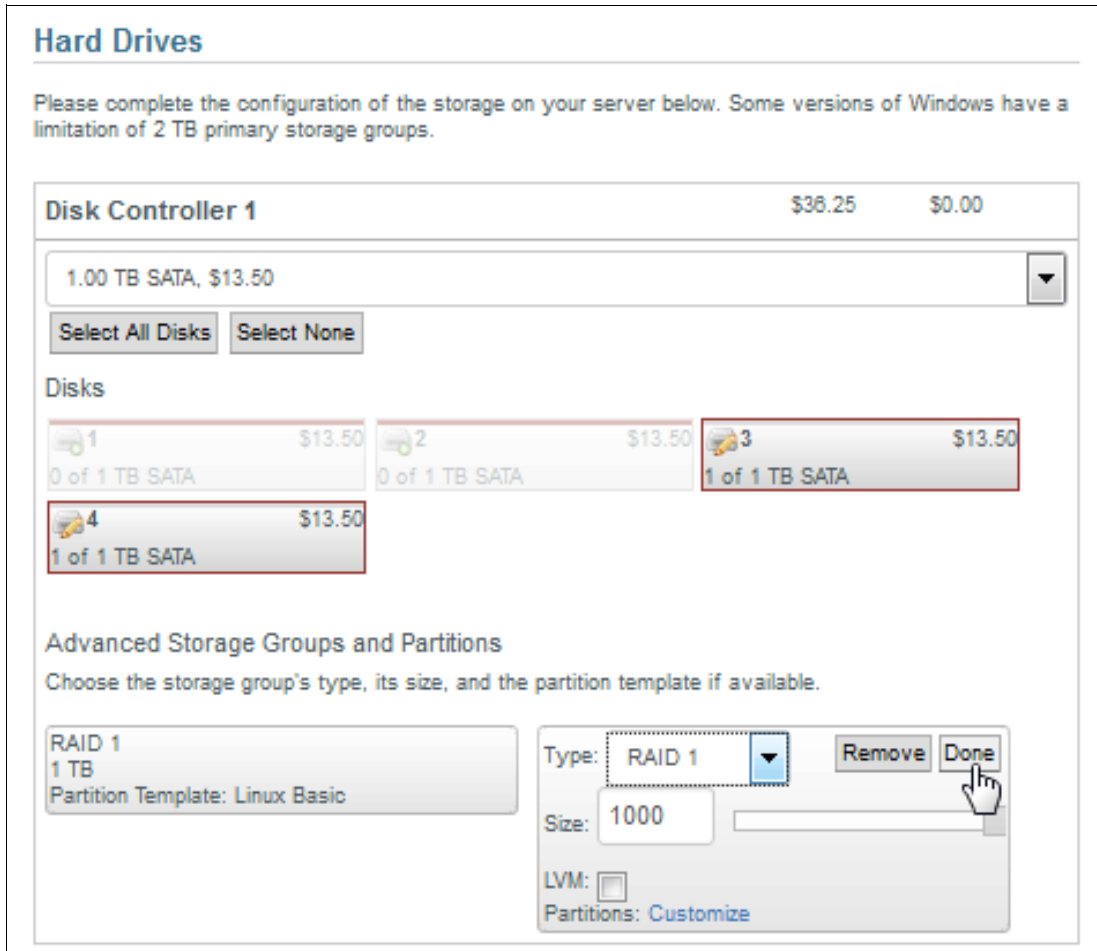 Hard Drives
Please complete the configuration of the storage on your server below. Some versions of Windows have a
limitation of 2 TB primary storage groups.
Disk Controller 1 $36.25 $0.00
1.00 TB SATA, $13.50
Select All Disks Select None
Disks
1 $13.50 2 $13.50 3 $13.50
0 of 1 TB SATA 0 of 1 TB SATA 1 of 1 TB SATA
4 $13.50
1 of 1 TB SATA
Advanced Storage Groups and Partitions
Choose the storage group's type, its size, and the partition template if available.
RAID 1
1 TB
Partition Template: Linux Basic
Type: RAID 1 Remove Done
Size: 1000
LVM:
Partitions: Customize